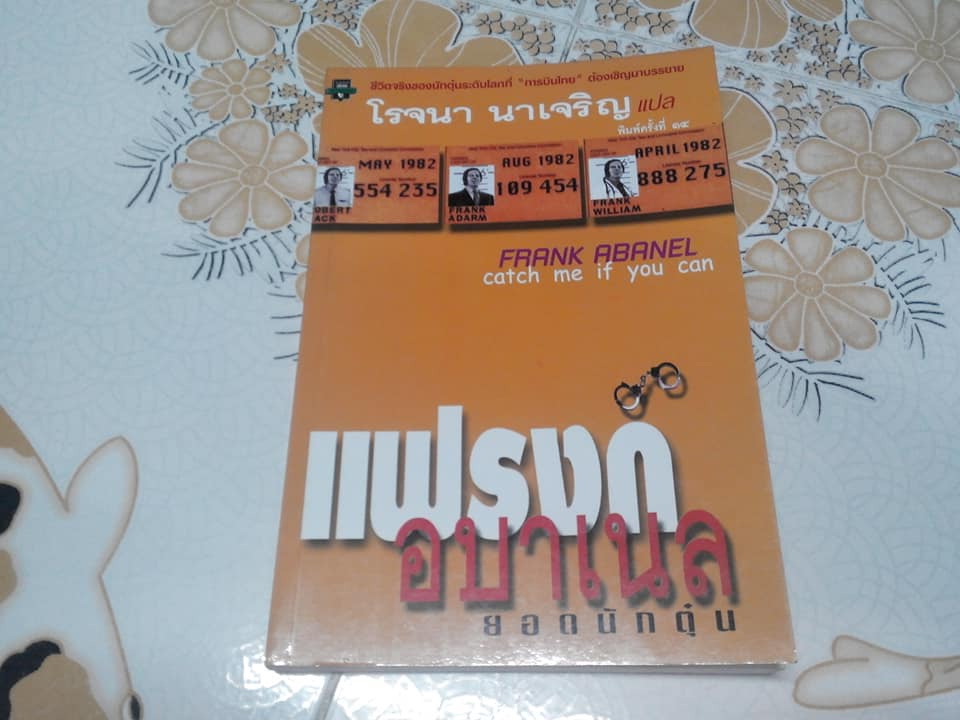 ชีวิตจริงของนักตุ๋นระดับโลกที่ "การบินไทย" ต้องเชิญมาบรรยาย
โรจนา นาเจริญ แปล
พิมพ์ครั้งที่ ๑๔
MAY 1982
554 235
OBERT
ACK
AUG 1982
109 454
FRANK
ADARM
APRIL 1982
888 275
FRANK
WILLIAM
FRANK ABANEL
catch me if you can
แฟรงก์
อบาเนล
ยอดนักตุ๋น